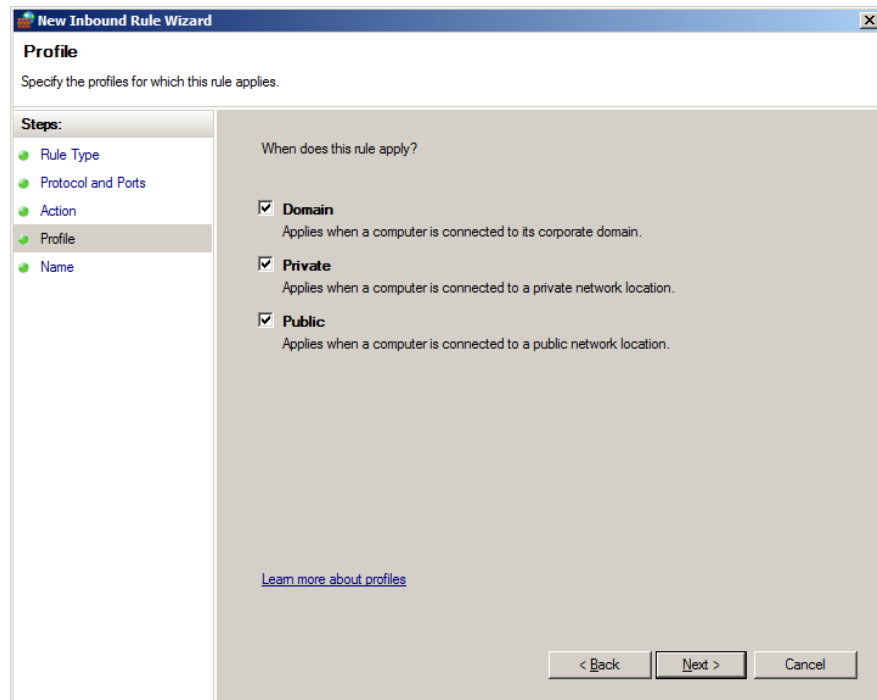 New Inbound Rule Wizard
Profile
Specify the profiles for which this rule applies.
Steps:
Rule Type
Protocol and Ports
Action
Profile
Name
When does this rule apply?
Domain
Applies when a computer is connected to its corporate domain.
Private
Applies when a computer is connected to a private network location.
Public
Applies when a computer is connected to a public network location.
Learn more about profiles
< Back
Next >
Cancel